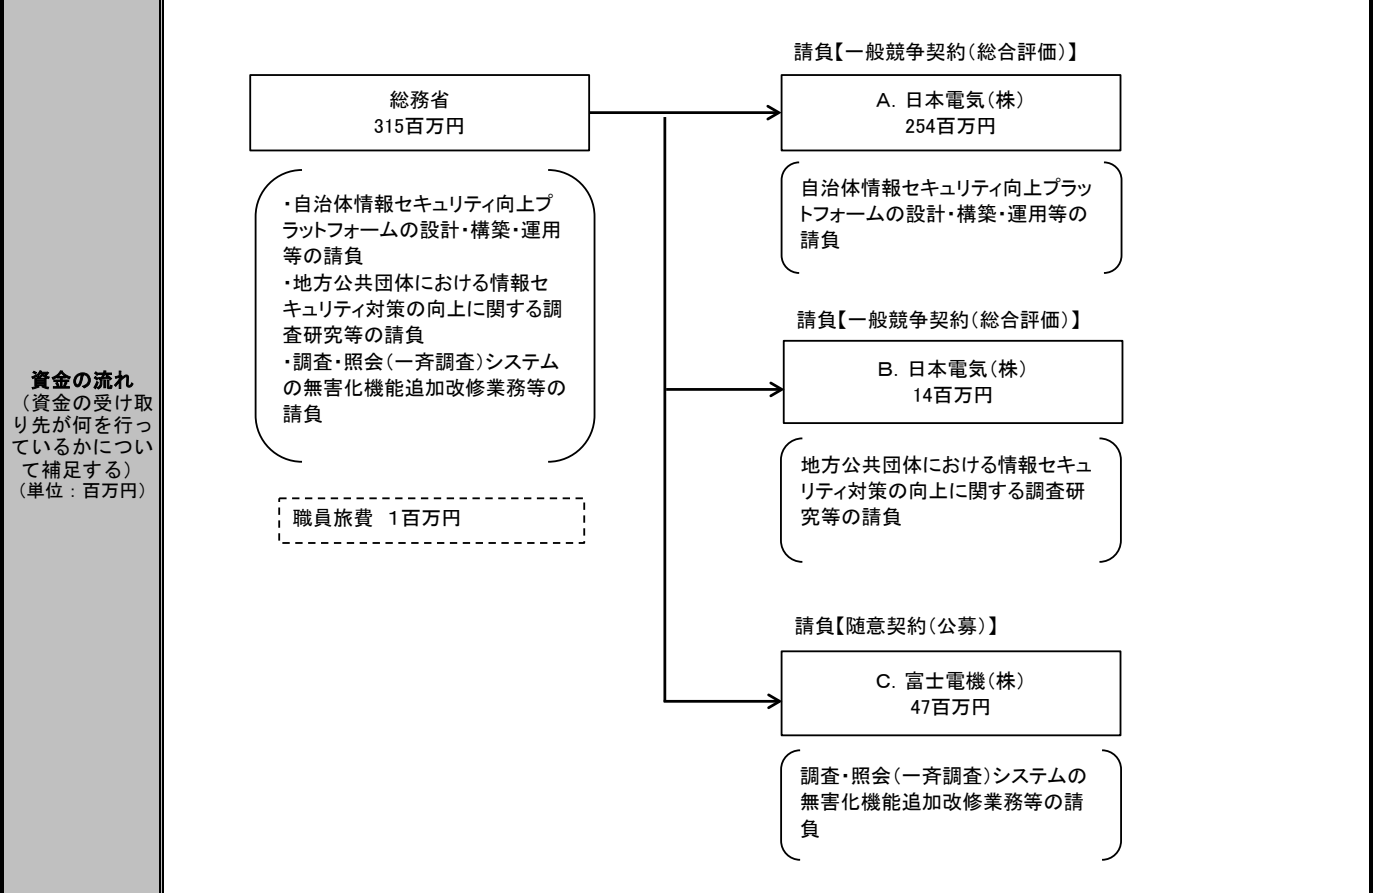 資金の流れ
（資金の受け取
り先が何を行っ
ているかについ
て補足する）
（単位：百万円）
総務省
315百万円
・自治体情報セキュリティ向上プ
ラットフォームの設計・構築・運用
等の請負
・地方公共団体における情報セ
キュリティ対策の向上に関する調
査研究等の請負
・調査・照会（一斉調査）システム
の無害化機能追加改修業務等の
請負
職員旅費　１百万円
請負【一般競争契約（総合評価）】
Ａ．日本電気（株）
254百万円
自治体情報セキュリティ向上プラッ
トフォームの設計・構築・運用等の
請負
請負【一般競争契約（総合評価）】
Ｂ．日本電気（株）
14百万円
地方公共団体における情報セキュ
リティ対策の向上に関する調査研
究等の請負
請負【随意契約（公募）】
Ｃ．富士電機（株）
47百万円
調査・照会（一斉調査）システムの
無害化機能追加改修業務等の請
負